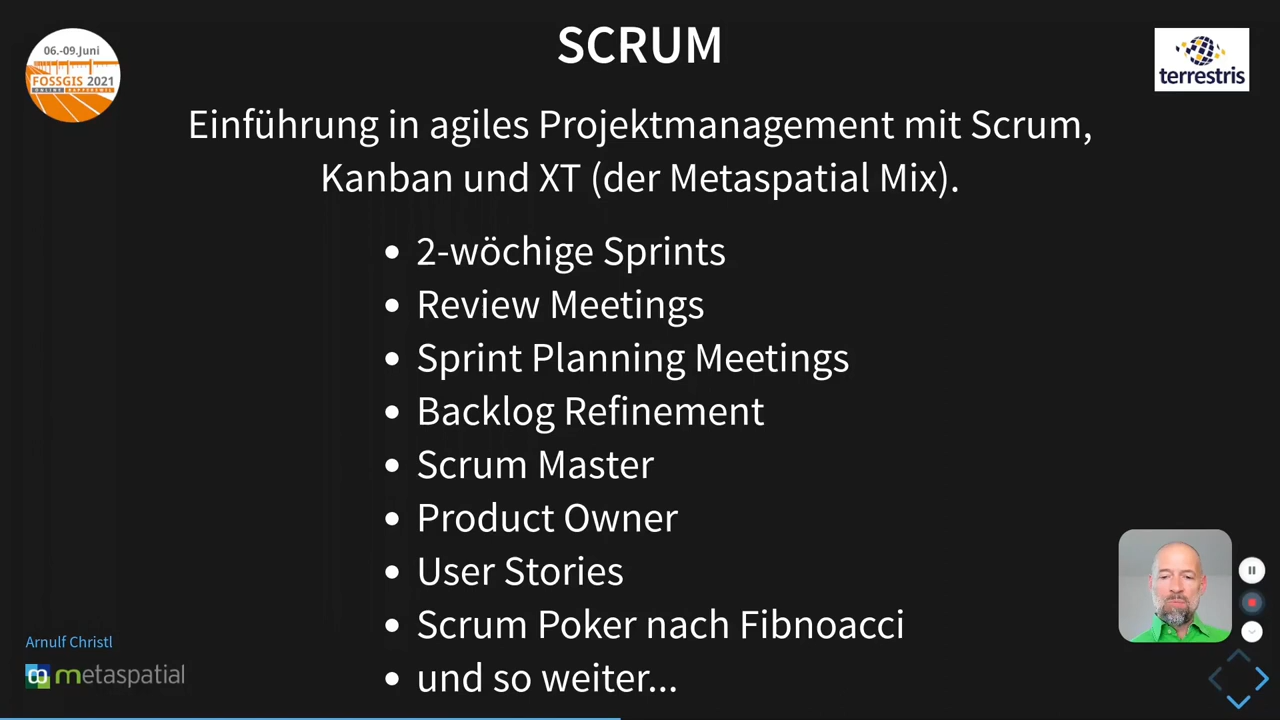 SCRUM
06.-09.Juni
FOSSGIS 2021
terrestris
Einführung in agiles Projektmanagement mit Scrum,
Kanban und XT (der Metaspatial Mix).
• 2-wöchige Sprints
• Review Meetings
• Sprint Planning Meetings
• Backlog Refinement
• Scrum Master
• Product Owner
• User Stories
• Scrum Poker nach Fibnoacci
• und so weiter...
Arnulf Christl
metaspatial